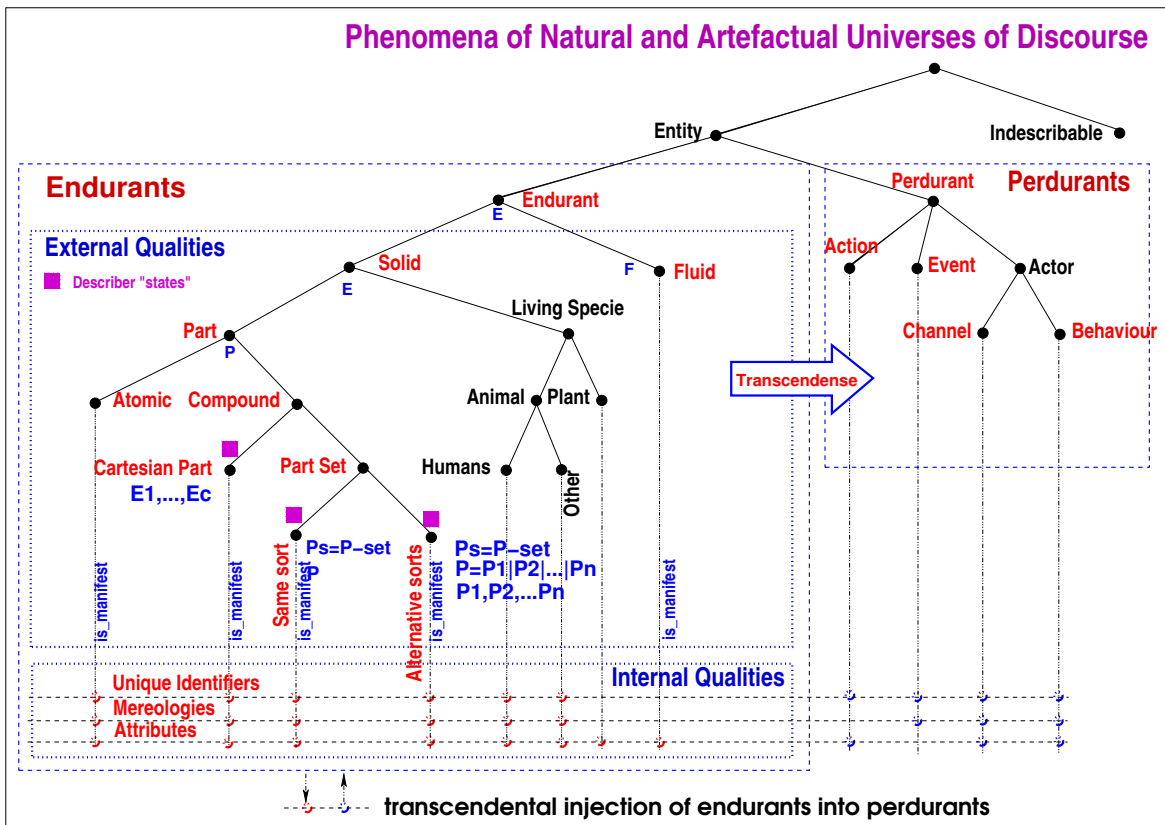 Phenomena of Natural and Artefactual Universes of Discourse
Entity
Indescribable
Endurants
Endurant
E
Perdurant
Perdurants
External Qualities
Describer "states"
Solid
E
F
Fluid
Action
Event
Actor
Living Specie
Part
P
Channel
Behaviour
Transcendense
Atomic
Compound
Animal
Plant
Cartesian Part
E1,...,Ec
Part Set
Humans
Other
Same sort
Ps=P-set
P
Alternative sorts
Ps=P-set
P=P1|P2|...|Pn
P1,P2,...Pn
is_manifest
is_manifest
is_manifest
is_manifest
is_manifest
Internal Qualities
Unique Identifiers
Mereologies
Attributes
transcendental injection of endurants into perdurants